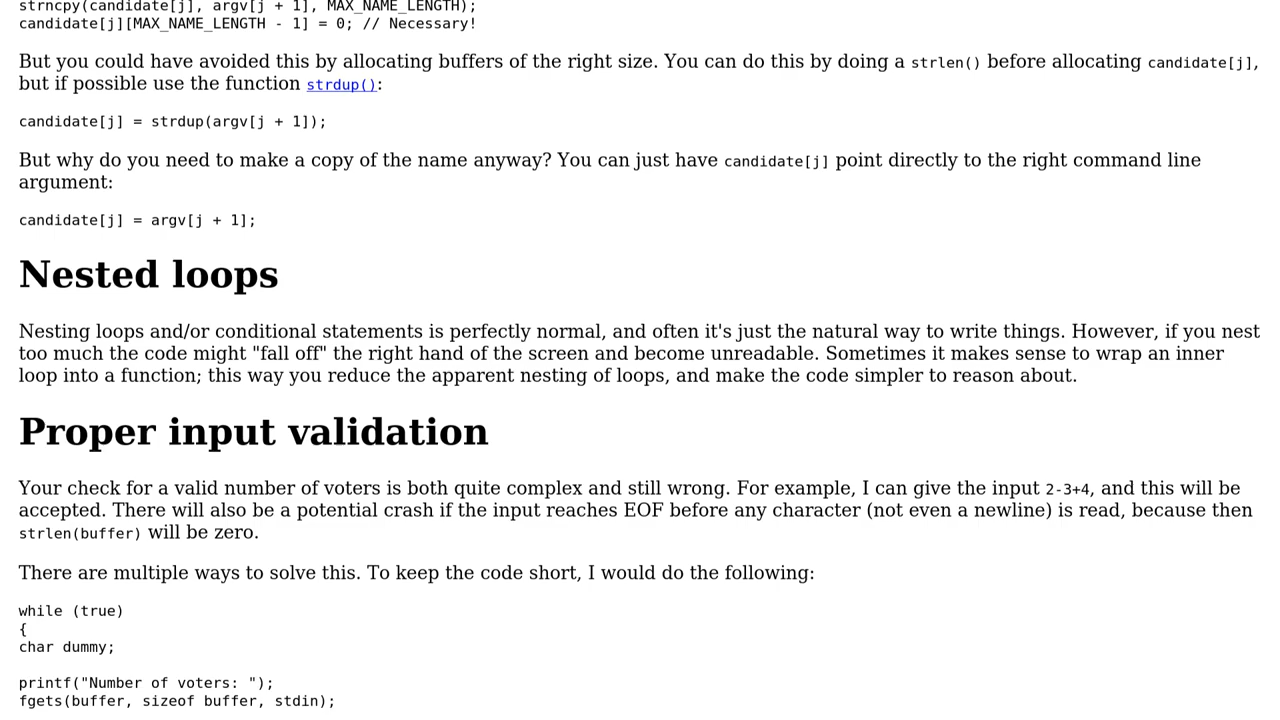 strncpy(candidate[j], argv[j + 1], MAX_NAME_LENGTH);
candidate[j][MAX_NAME_LENGTH - 1] = 0; // Necessary!
But you could have avoided this by allocating buffers of the right size. You can do this by doing a strlen() before allocating candidate[j],
but if possible use the function strdup():
candidate[j] = strdup(argv[j + 1]);
But why do you need to make a copy of the name anyway? You can just have candidate[j] point directly to the right command line
argument:
candidate[j] = argv[j + 1];
Nested loops
Nesting loops and/or conditional statements is perfectly normal, and often it's just the natural way to write things. However, if you nest
too much the code might "fall off" the right hand of the screen and become unreadable. Sometimes it makes sense to wrap an inner
loop into a function; this way you reduce the apparent nesting of loops, and make the code simpler to reason about.
Proper input validation
Your check for a valid number of voters is both quite complex and still wrong. For example, I can give the input 2-3+4, and this will be
accepted. There will also be a potential crash if the input reaches EOF before any character (not even a newline) is read, because then
strlen(buffer) will be zero.
There are multiple ways to solve this. To keep the code short, I would do the following:
while (true)
{
char dummy;
printf("Number of voters: ");
fgets(buffer, sizeof buffer, stdin);